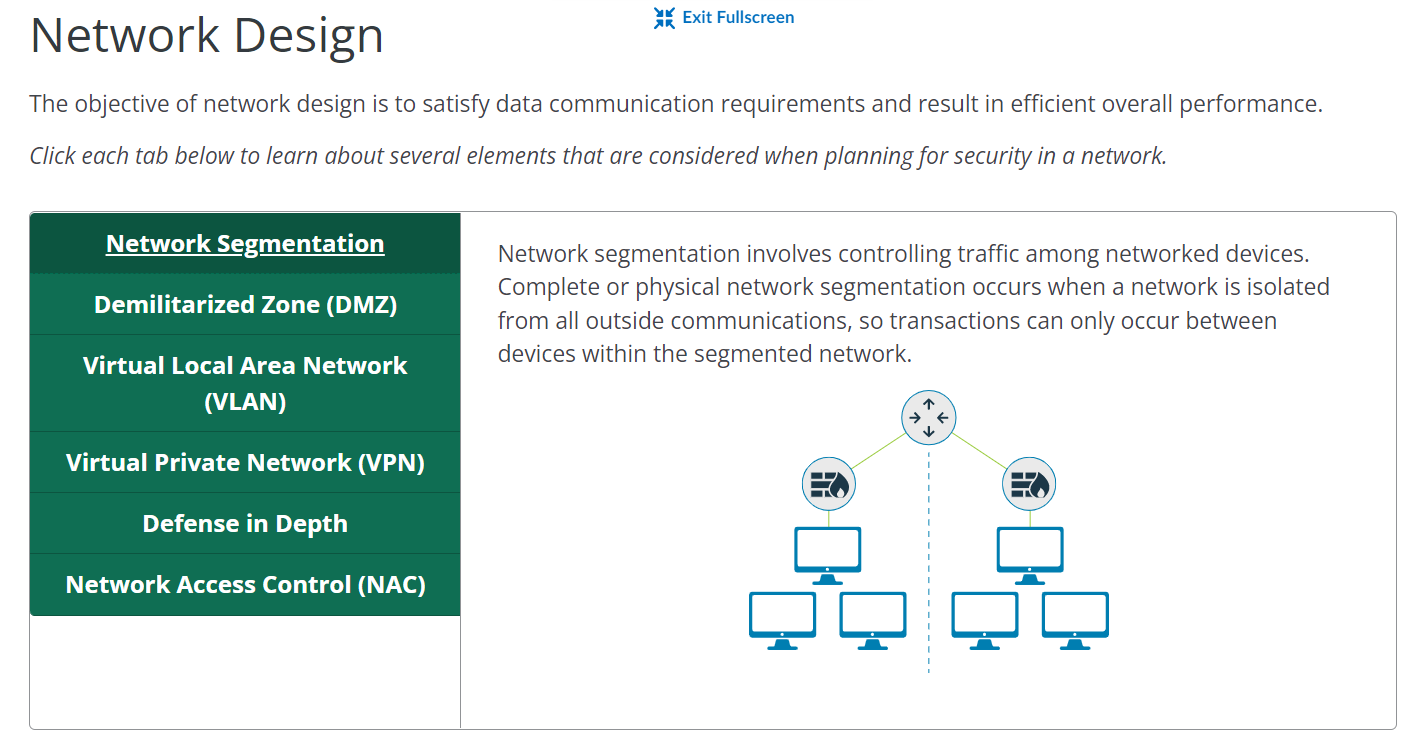 Network Design
Exit Fullscreen
The objective of network design is to satisfy data communication requirements and result in efficient overall performance.
Click each tab below to learn about several elements that are considered when planning for security in a network.
Network Segmentation
Demilitarized Zone (DMZ)
Virtual Local Area Network
(VLAN)
Virtual Private Network (VPN)
Defense in Depth
Network Access Control (NAC)
Network segmentation involves controlling traffic among networked devices.
Complete or physical network segmentation occurs when a network is isolated
from all outside communications, so transactions can only occur between
devices within the segmented network.